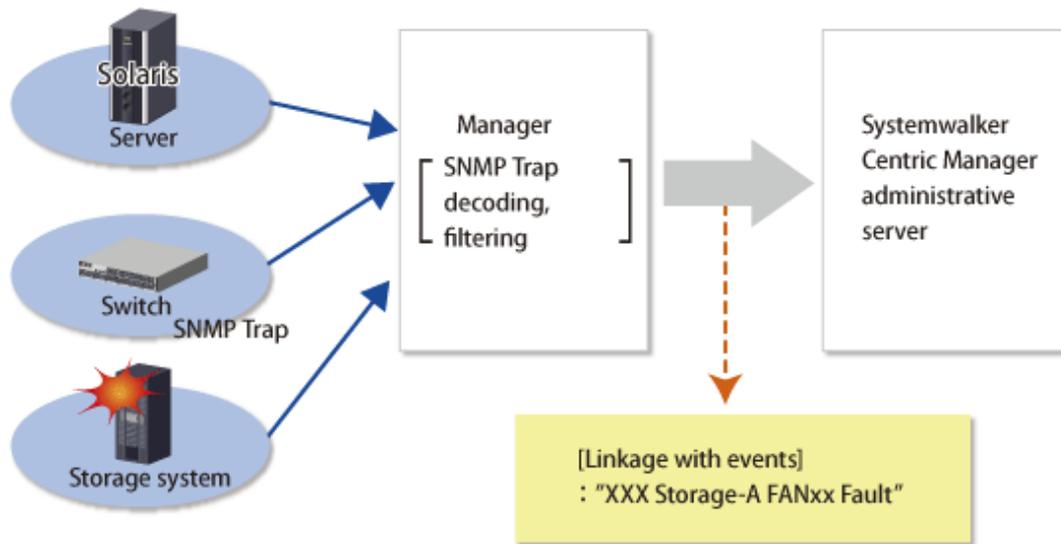 Solaris
Server
Switch
SNMP Trap
Storage system
Manager
SNMP Trap
decoding,
filtering
Systemwalker
Centric Manager
administrative
server
[Linkage with events]
: "XXX Storage-A FANxx Fault"